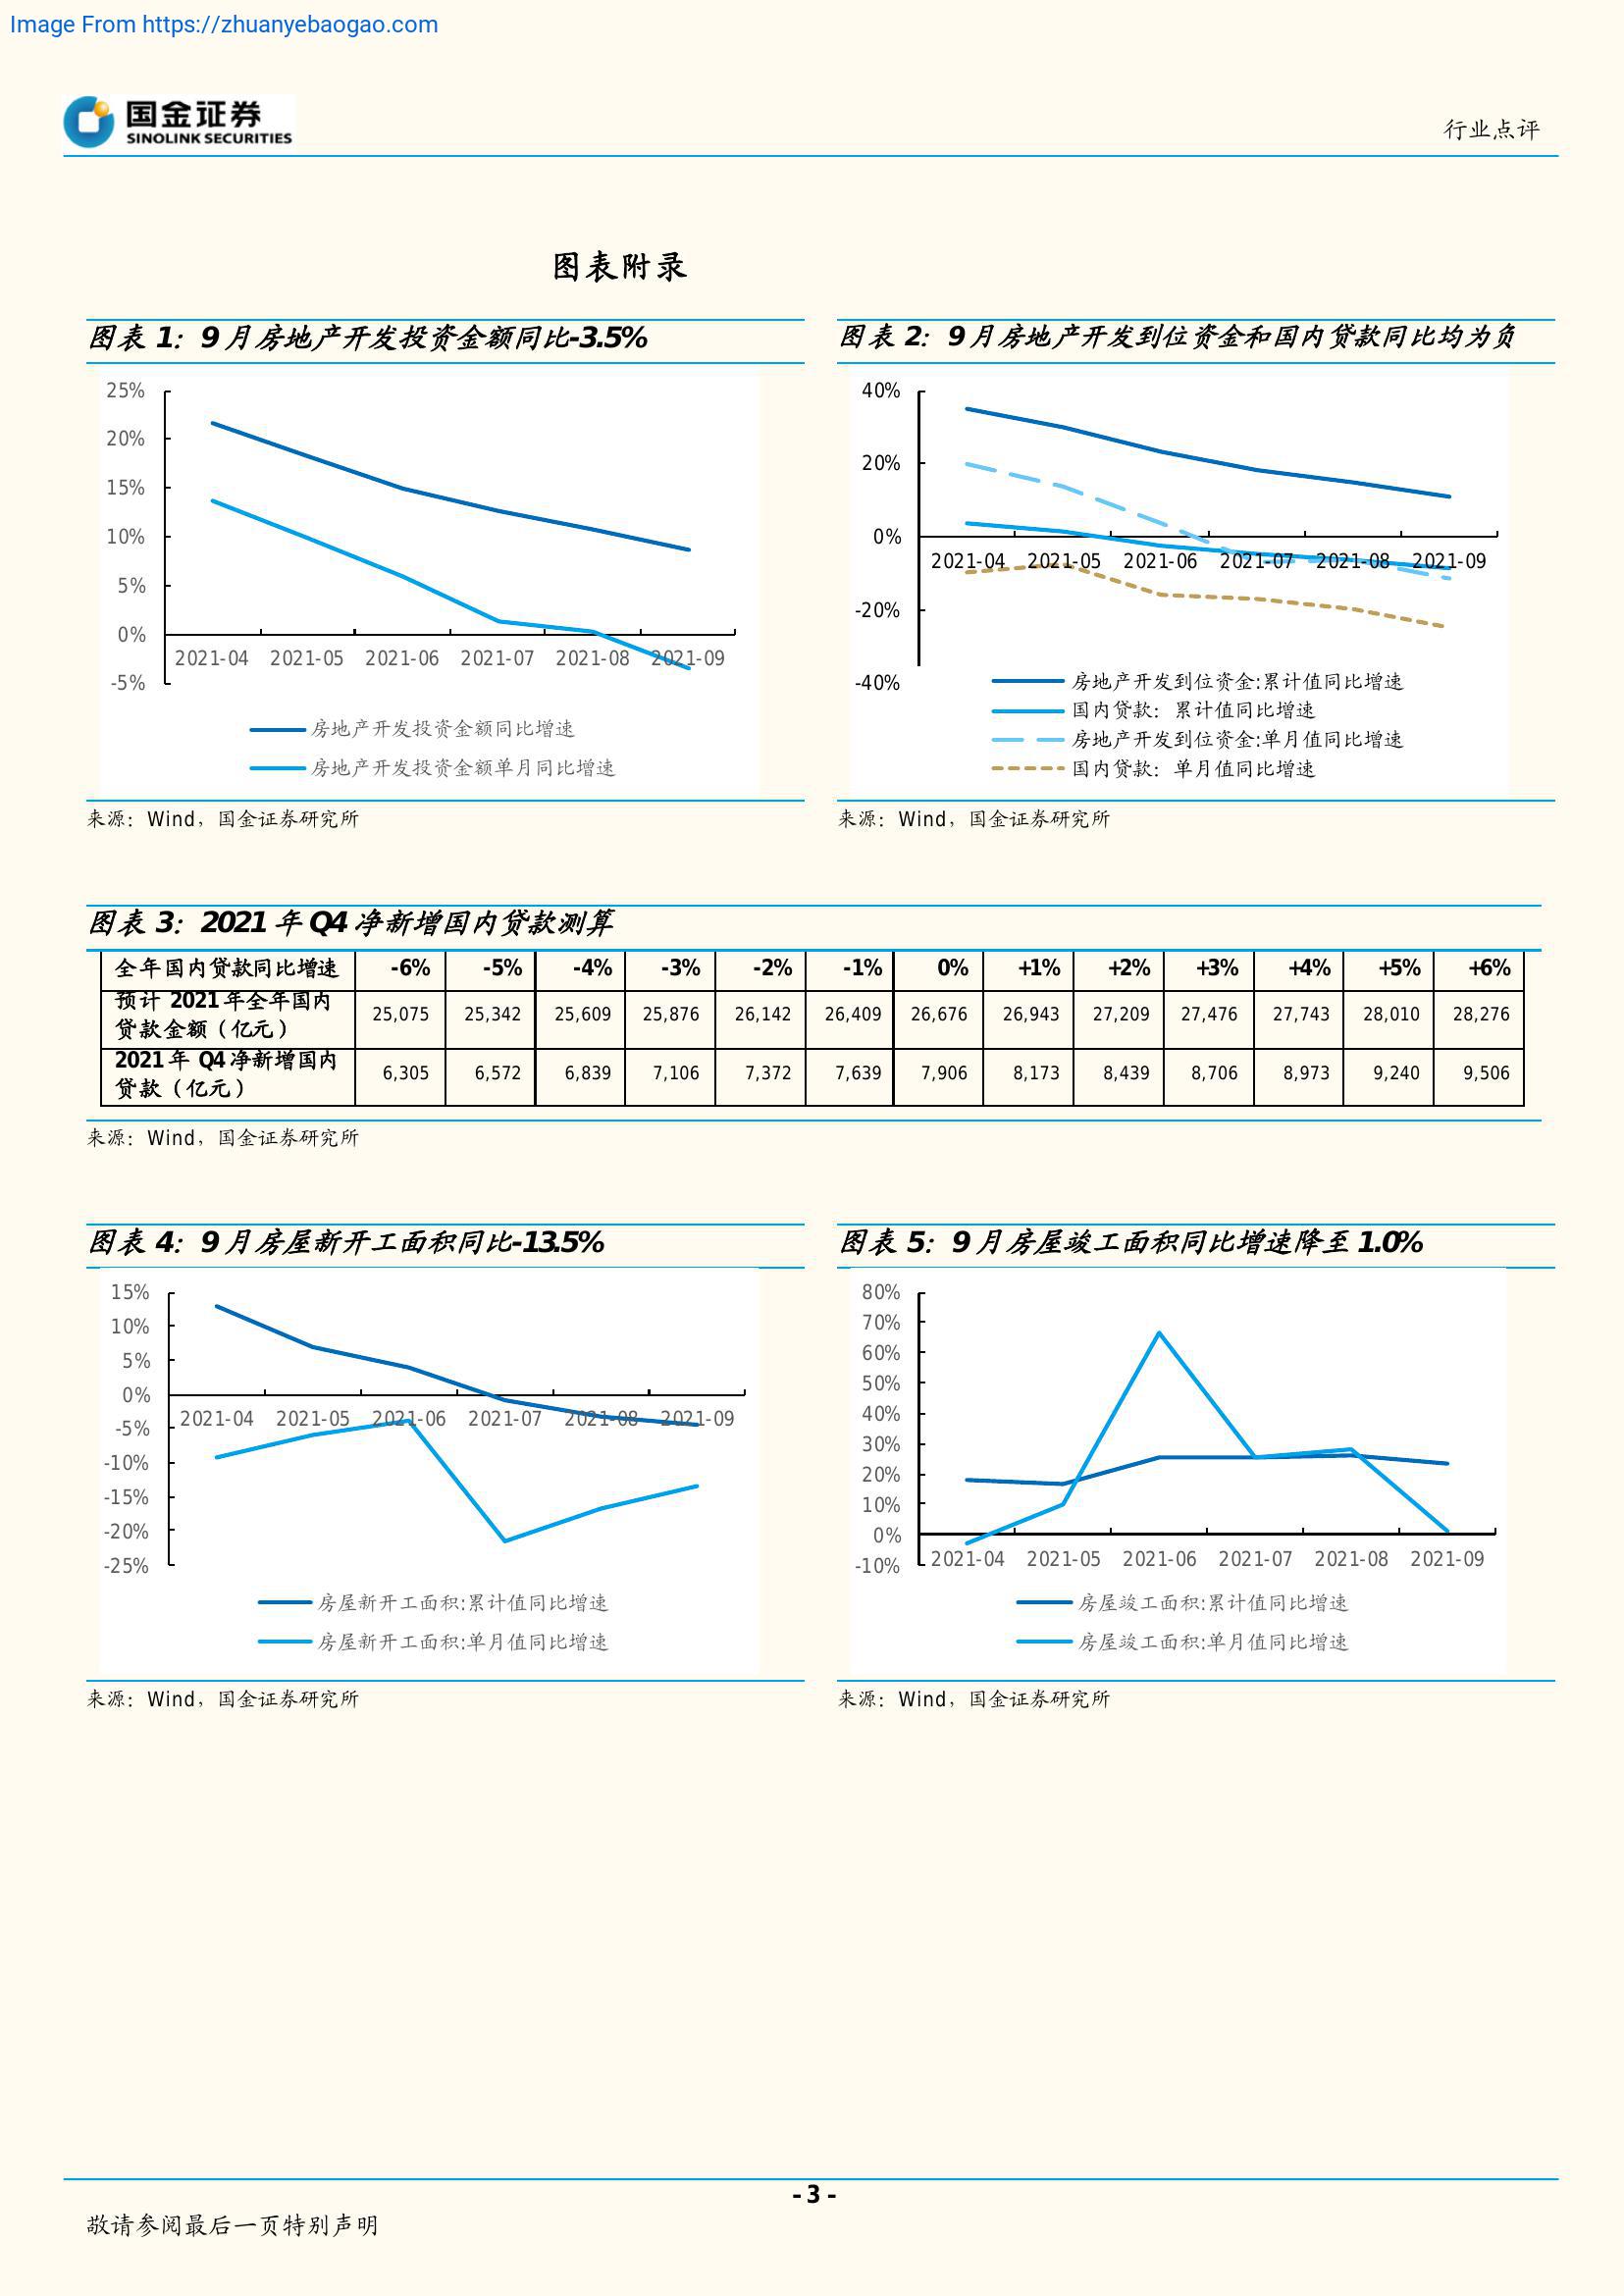 Image From https://zhuanyebaogao.com
国金证券
SINOLINK SECURITIES
行业点评
图表附录
图表 1：9 月房地产开发投资金额同比-3.5%
25%
20%
15%
10%
5%
0%
-5%
2021-04 2021-05 2021-06 2021-07 2021-08 2021-09
房地产开发投资金额同比增速
房地产开发投资金额单月同比增速
来源：Wind，国金证券研究所
图表 2：9 月房地产开发到位资金和国内贷款同比均为负
40%
20%
0%
-20%
-40%
2021-04 2021-05 2021-06 2021-07 2021-08 2021-09
房地产开发到位资金:累计值同比增速
国内贷款：累计值同比增速
房地产开发到位资金:单月值同比增速
国内贷款：单月值同比增速
来源：Wind，国金证券研究所
图表 3：2021 年 Q4 净新增国内贷款测算
全年国内贷款同比增速 -6% -5% -4% -3% -2% -1% 0% +1% +2% +3% +4% +5% +6%
预计 2021 年全年国内
贷款金额（亿元） 25,075 25,342 25,609 25,876 26,142 26,409 26,676 26,943 27,209 27,476 27,743 28,010 28,276
2021 年 Q4 净新增国内
贷款（亿元） 6,305 6,572 6,839 7,106 7,372 7,639 7,906 8,173 8,439 8,706 8,973 9,240 9,506
来源：Wind，国金证券研究所
图表 4：9 月房屋新开工面积同比-13.5%
15%
10%
5%
0%
-5%
-10%
-15%
-20%
-25%
2021-04 2021-05 2021-06 2021-07 2021-08 2021-09
房屋新开工面积:累计值同比增速
房屋新开工面积:单月值同比增速
来源：Wind，国金证券研究所
图表 5：9 月房屋竣工面积同比增速降至 1.0%
80%
70%
60%
50%
40%
30%
20%
10%
0%
-10%
2021-04 2021-05 2021-06 2021-07 2021-08 2021-09
房屋竣工面积:累计值同比增速
房屋竣工面积:单月值同比增速
来源：Wind，国金证券研究所
- 3 -
敬请参阅最后一页特别声明